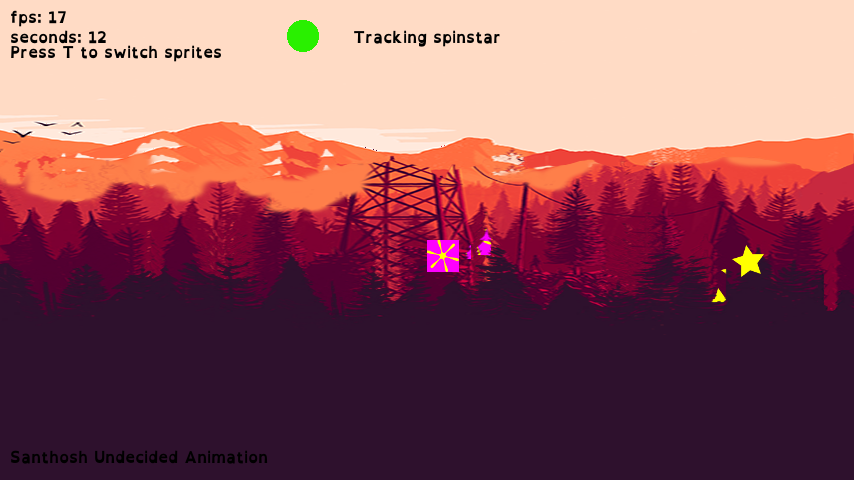 fps: 17
seconds: 12
Press T to switch sprites
Tracking spinstar
Santhosh Undecided Animation